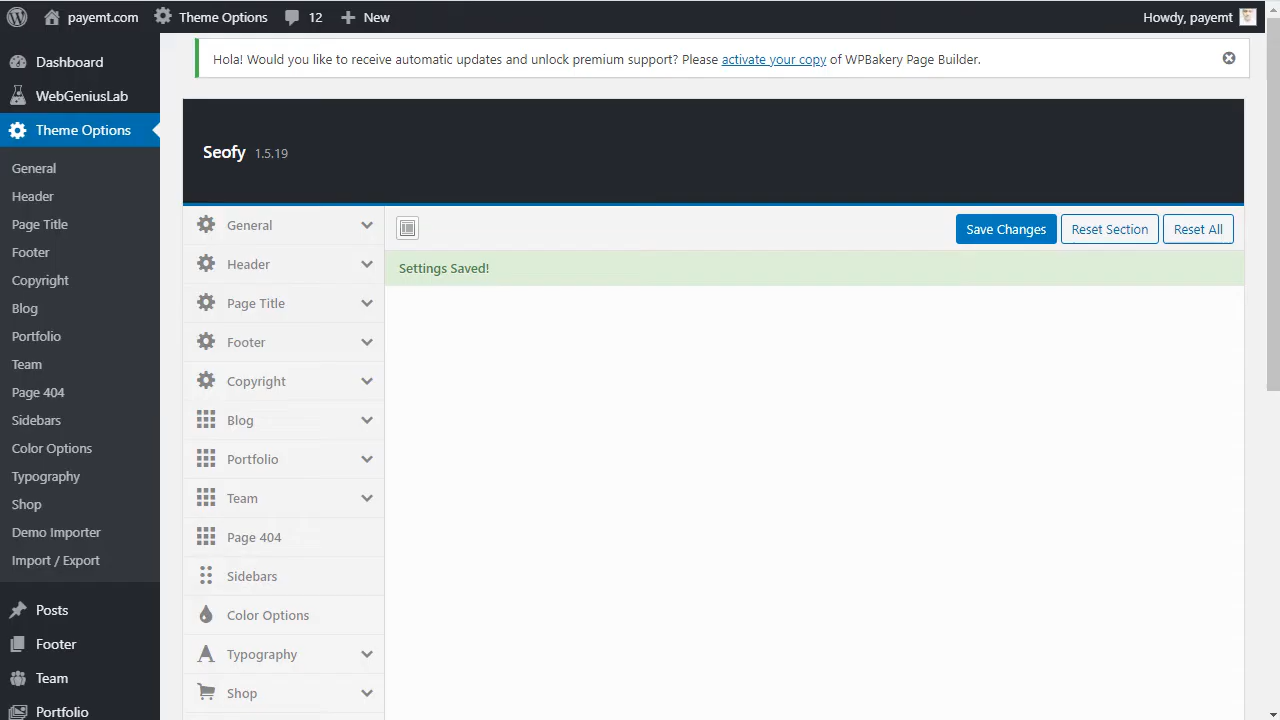 payemt.com Theme Options 12 New Howdy, payemt
Dashboard
WebGeniusLab
Theme Options
General
Header
Page Title
Footer
Copyright
Blog
Portfolio
Team
Page 404
Sidebars
Color Options
Typography
Shop
Demo Importer
Import / Export
Posts
Footer
Team
Portfolio
Hola! Would you like to receive automatic updates and unlock premium support? Please activate your copy of WPBakery Page Builder.
Seofy 1.5.19
General
Header
Page Title
Footer
Copyright
Blog
Portfolio
Team
Page 404
Sidebars
Color Options
Typography
Shop
Save Changes Reset Section Reset All
Settings Saved!